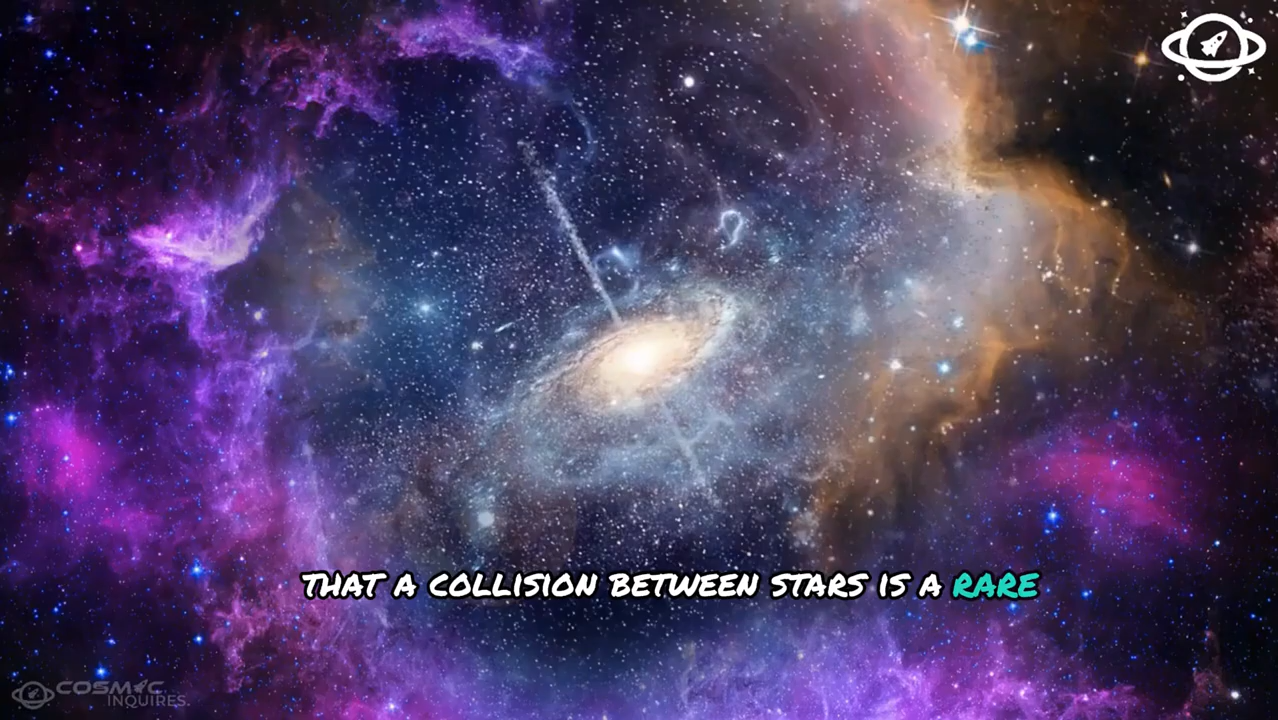 THAT A COLLISION BETWEEN STARS IS A RARE
COSMIC
INQUIRES.